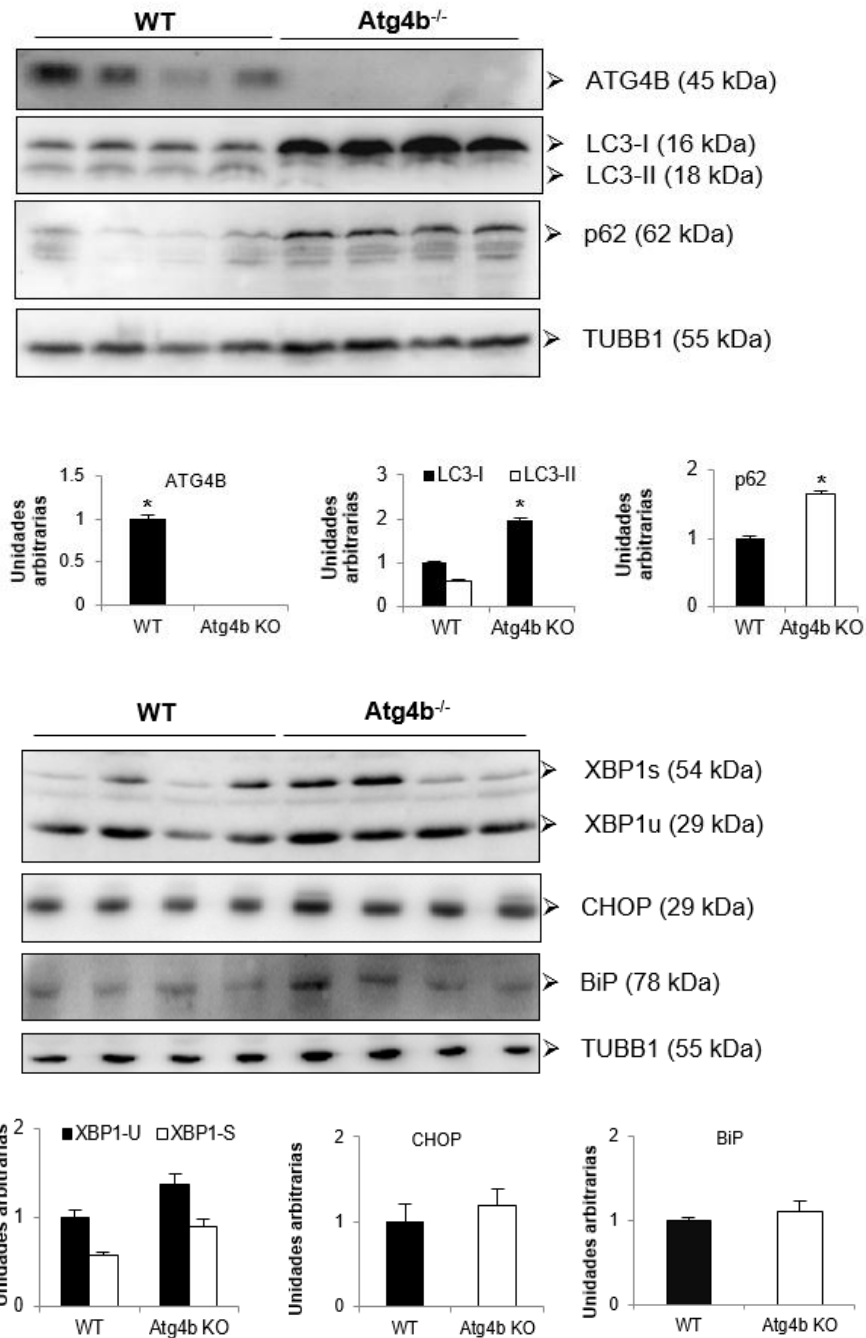 WT Atg4b-/-
ATG4B (45 kDa)
LC3-I (16 kDa)
LC3-II (18 kDa)
p62 (62 kDa)
TUBB1 (55 kDa)
Unidades
arbitrarias
1.5
1
0.5
0
ATG4B
*
WT Atg4b KO
Unidades
arbitrarias
3
2
1
0
LC3-I LC3-II
*
WT Atg4b KO
Unidades
arbitrarias
2
1
0
p62
*
WT Atg4b KO
WT Atg4b-/-
XBP1s (54 kDa)
XBP1u (29 kDa)
CHOP (29 kDa)
BiP (78 kDa)
TUBB1 (55 kDa)
Unidades arbitrarias
2
1
0
XBP1-U XBP1-S
WT Atg4b KO
Unidades arbitrarias
2
1
0
CHOP
WT Atg4b KO
Unidades arbitrarias
2
1
0
BiP
WT Atg4b KO